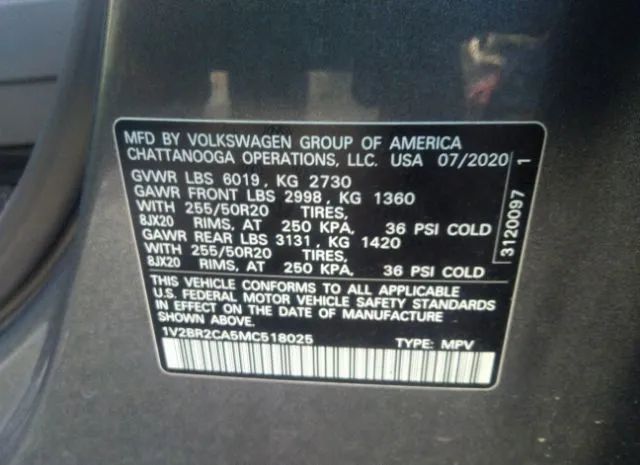 MFD BY VOLKSWAGEN GROUP OF AMERICA
CHATTANOOGA OPERATIONS, LLC. USA 07/2020
GVWR LBS 6019, KG 2730
GAWR FRONT LBS 2998, KG 1360
WITH 255/50R20 TIRES,
8JX20 RIMS, AT 250 KPA, 36 PSI COLD
GAWR REAR LBS 3131, KG 1420
WITH 255/50R20 TIRES,
8JX20 RIMS, AT 250 KPA, 36 PSI COLD
THIS VEHICLE CONFORMS TO ALL APPLICABLE
U.S. FEDERAL MOTOR VEHICLE SAFETY STANDARDS
IN EFFECT ON THE DATE OF MANUFACTURE
SHOWN ABOVE.
1V2BR2CA5MC518025 TYPE: MPV
3120097 1